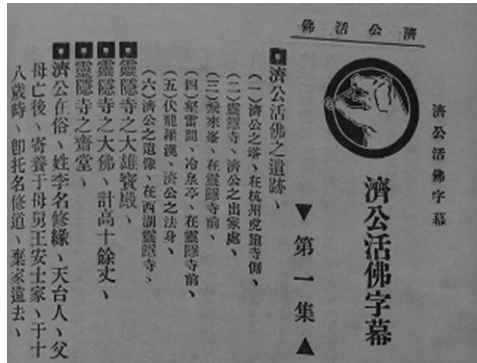 濟公活佛
濟公活佛字幕
濟公活佛字幕
▼第一集▲
濟公活佛之遺跡、
(一)濟公之塔、在杭州虎跑寺側、
(二)靈隱寺、濟公之出家處、
(三)飛來峯、在靈隱寺前、
(四)壑雷閣、冷泉亭、在靈隱寺前、
(五)伏龍羅漢、濟公之法身、
(六)濟公之遺像、在西湖靈隱寺、
靈隱寺之大雄寶殿、
靈隱寺之大佛、計高十餘丈、
靈隱寺之齋堂、
濟公在俗、姓李名修緣、天台人、父
母亡後、寄養于母舅王安士家、于十
八歲時、卽托名修道、棄家遠去、